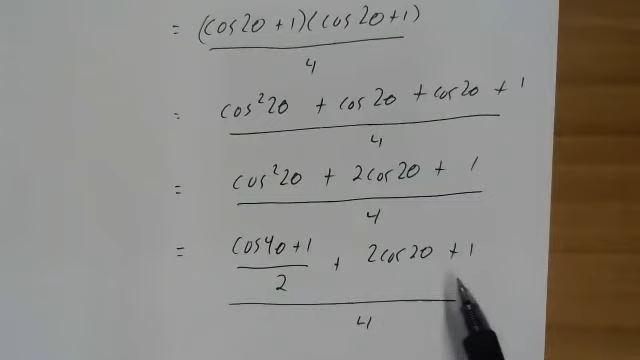 = (cos2θ + 1)(cos2θ + 1) / 4
= cos²2θ + cos2θ + cos2θ + 1 / 4
= cos²2θ + 2cos2θ + 1 / 4
= cos4θ + 1 / 2 + 2cos2θ + 1 / 4